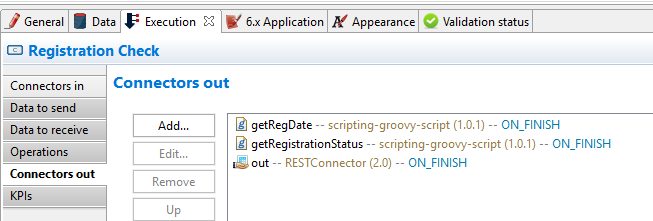 General Data Execution 6.x Application Appearance Validation status
Registration Check
Connectors in
Data to send
Data to receive
Operations
Connectors out
KPIs
Connectors out
Add...
Edit...
Remove
Up
getRegDate -- scripting-groovy-script (1.0.1) -- ON_FINISH
getRegistrationStatus -- scripting-groovy-script (1.0.1) -- ON_FINISH
out -- RESTConnector (2.0) -- ON_FINISH